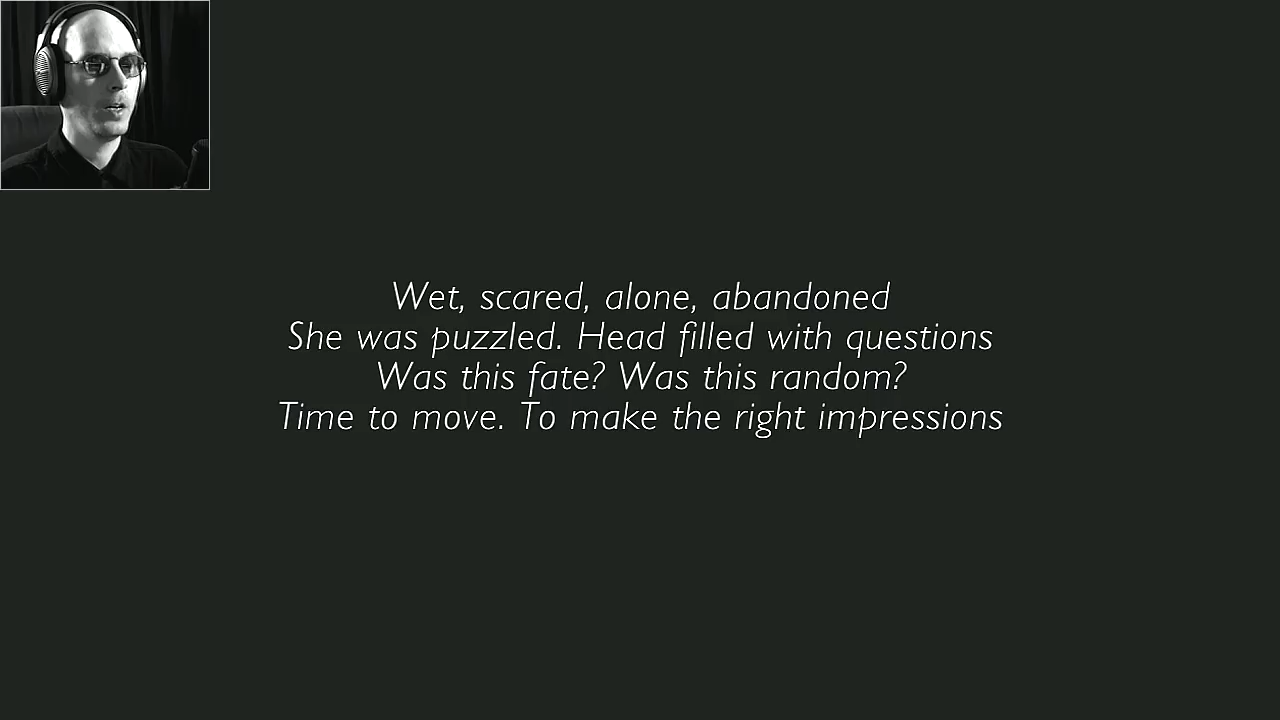 Wet, scared, alone, abandoned
She was puzzled. Head filled with questions
Was this fate? Was this random?
Time to move. To make the right impressions